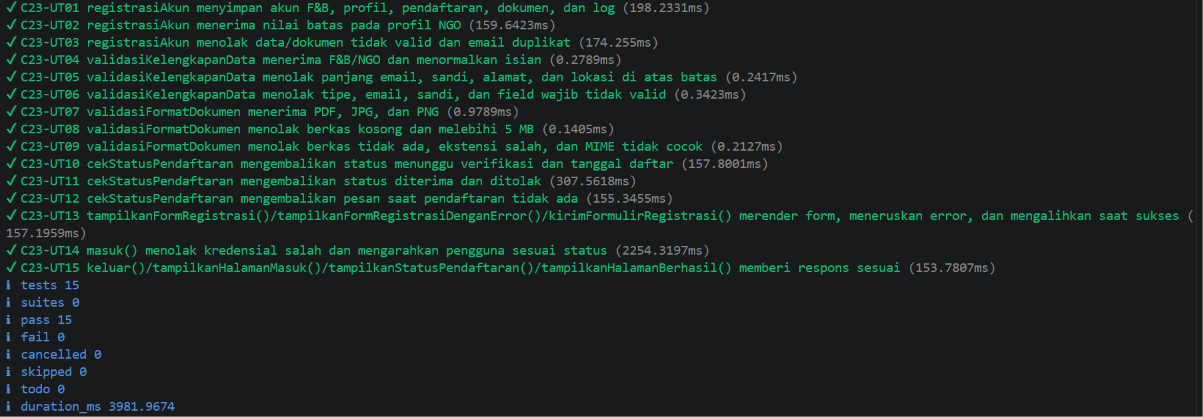 ✓ C23-UT01 registrasiAkun menyimpan akun F&B, profil, pendaftaran, dokumen, dan log (198.2331ms)
✓ C23-UT02 registrasiAkun menerima nilai batas pada profil NGO (159.6423ms)
✓ C23-UT03 registrasiAkun menolak data/dokumen tidak valid dan email duplikat (174.255ms)
✓ C23-UT04 validasiKelengkapanData menerima F&B/NGO dan menormalkan isian (0.2789ms)
✓ C23-UT05 validasiKelengkapanData menolak panjang email, sandi, alamat, dan lokasi di atas batas (0.2417ms)
✓ C23-UT06 validasiKelengkapanData menolak tipe, email, sandi, dan field wajib tidak valid (0.3423ms)
✓ C23-UT07 validasiFormatDokumen menerima PDF, JPG, dan PNG (0.9789ms)
✓ C23-UT08 validasiFormatDokumen menolak berkas kosong dan melebihi 5 MB (0.1405ms)
✓ C23-UT09 validasiFormatDokumen menolak berkas tidak ada, ekstensi salah, dan MIME tidak cocok (0.2127ms)
✓ C23-UT10 cekStatusPendaftaran mengembalikan status menunggu verifikasi dan tanggal daftar (157.8001ms)
✓ C23-UT11 cekStatusPendaftaran mengembalikan status diterima dan ditolak (307.5618ms)
✓ C23-UT12 cekStatusPendaftaran mengembalikan pesan saat pendaftaran tidak ada (155.3455ms)
✓ C23-UT13 tampilkanFormRegistrasi()/tampilkanFormRegistrasiDenganError()/kirimFormulirRegistrasi() merender form, meneruskan error, dan mengalihkan saat sukses (
157.1959ms)
✓ C23-UT14 masuk() menolak kredensial salah dan mengarahkan pengguna sesuai status (2254.3197ms)
✓ C23-UT15 keluar()/tampilkanHalamanMasuk()/tampilkanStatusPendaftaran()/tampilkanHalamanBerhasil() memberi respons sesuai (153.7807ms)
ℹ tests 15
ℹ suites 0
ℹ pass 15
ℹ fail 0
ℹ cancelled 0
ℹ skipped 0
ℹ todo 0
ℹ duration_ms 3981.9674